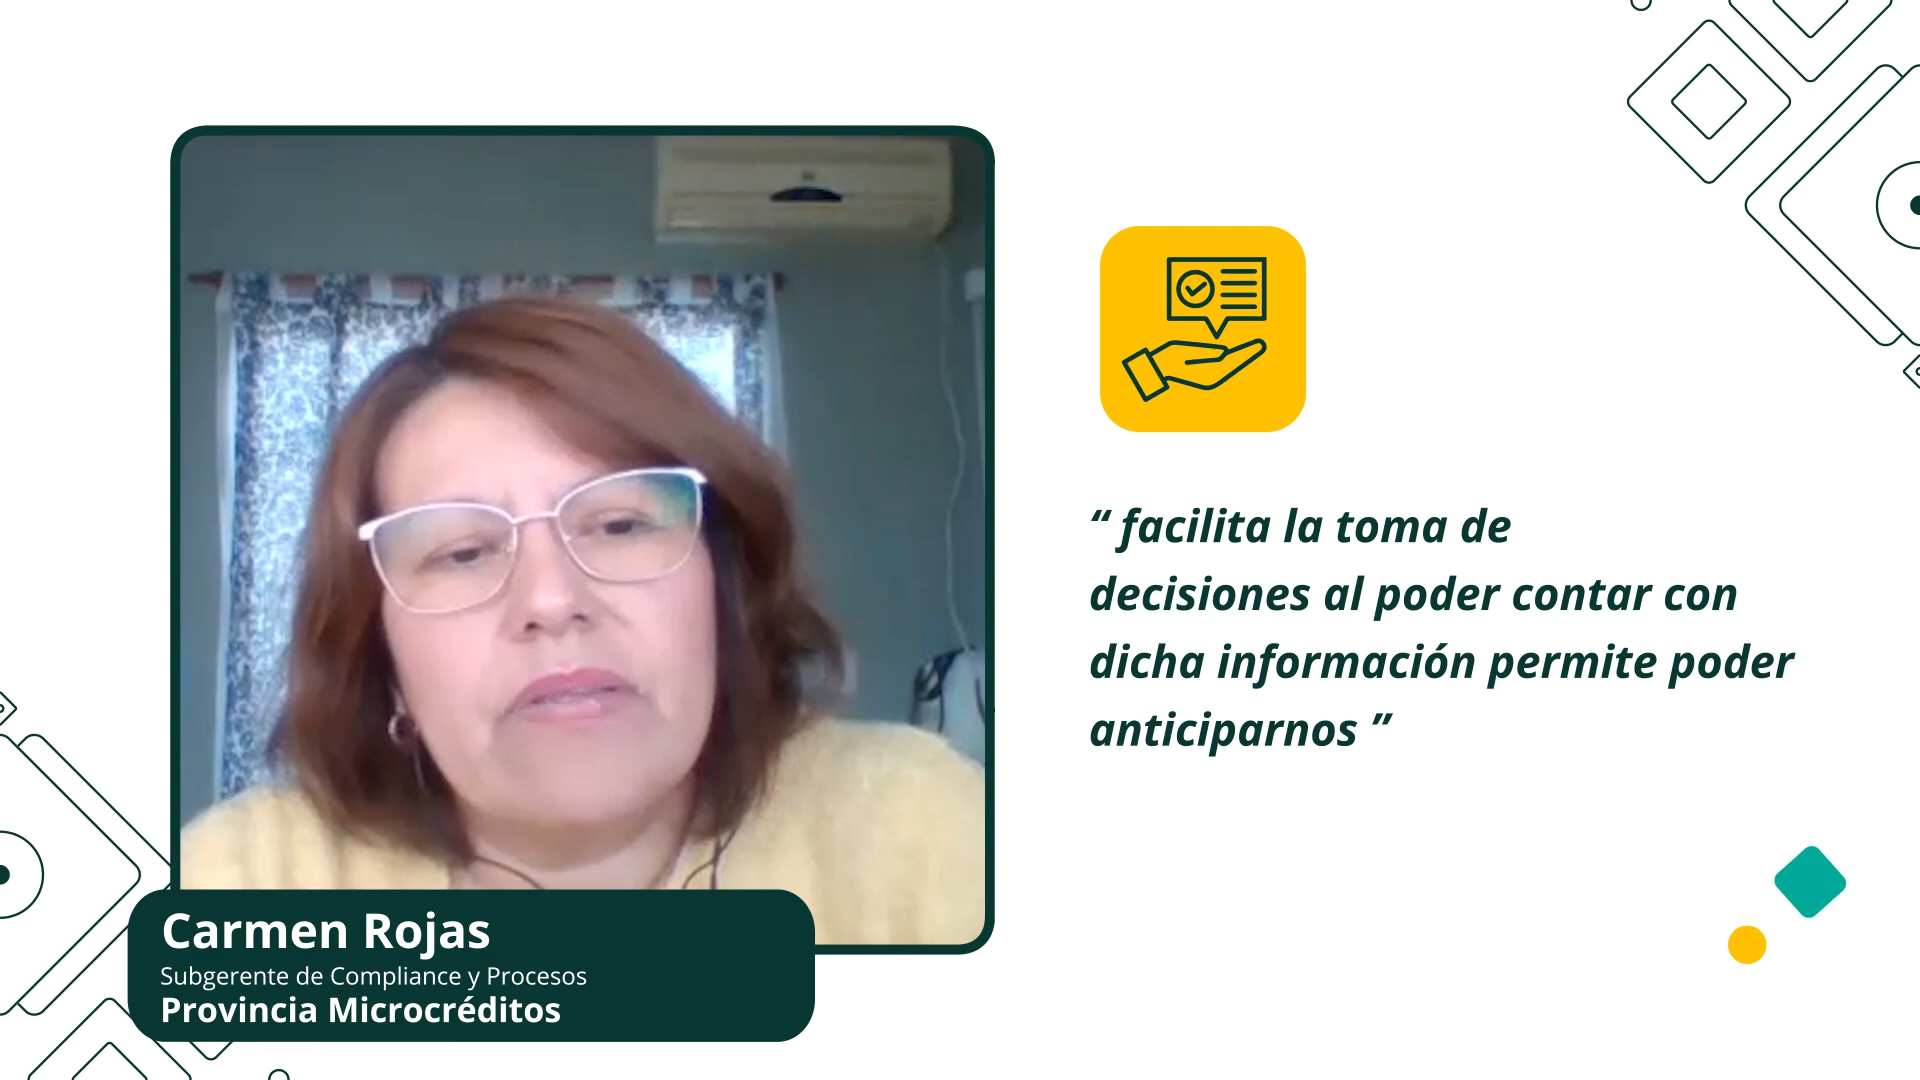 “ facilita la toma de
decisiones al poder contar con
dicha información permite poder
anticiparnos ”
Carmen Rojas
Subgerente de Compliance y Procesos
Provincia Microcréditos